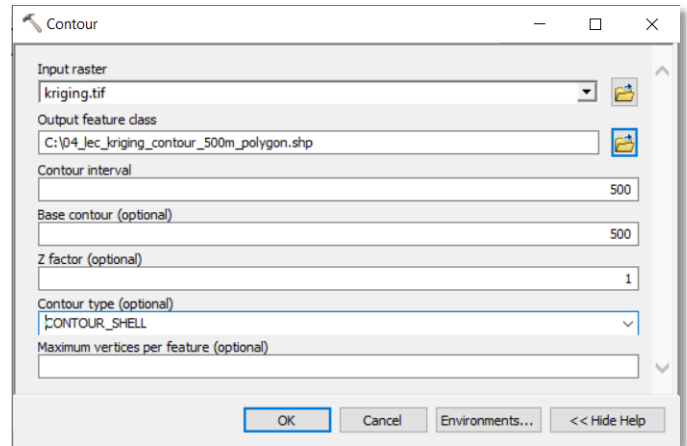 Contour
Input raster
kriging.tif
Output feature class
C:\04_lec_kriging_contour_500m_polygon.shp
Contour interval
500
Base contour (optional)
500
Z factor (optional)
1
Contour type (optional)
CONTOUR_SHELL
Maximum vertices per feature (optional)
OK Cancel Environments... << Hide Help